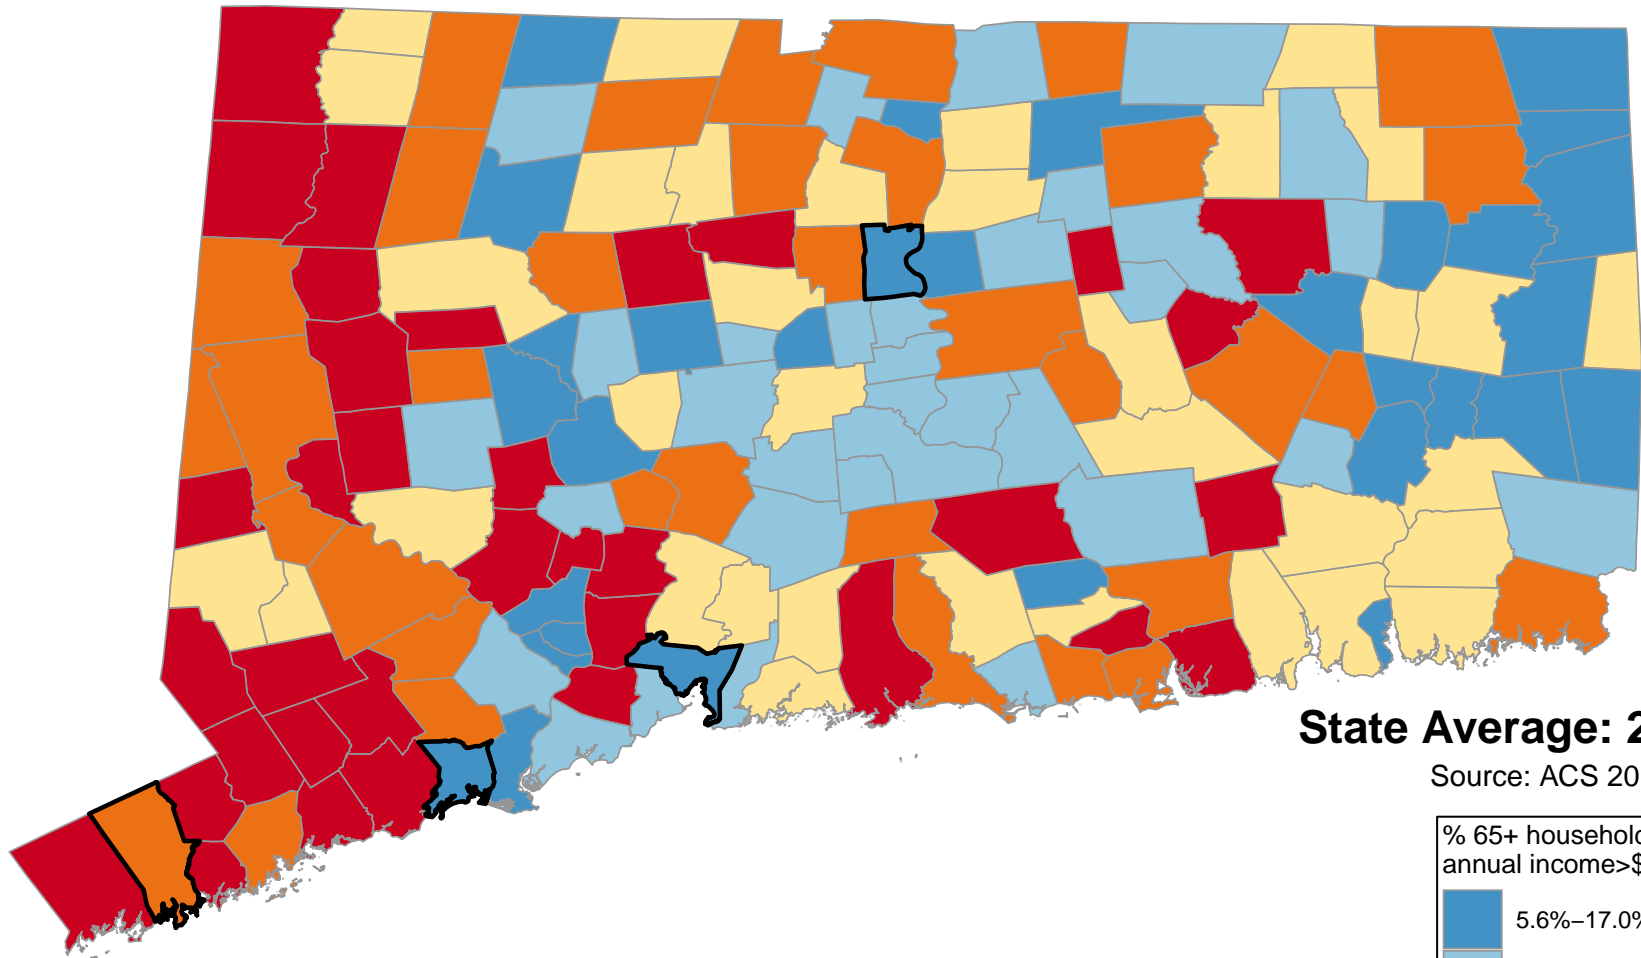 State Average: 2
Source: ACS 20
% 65+ househol
annual income>$
5.6%–17.0%